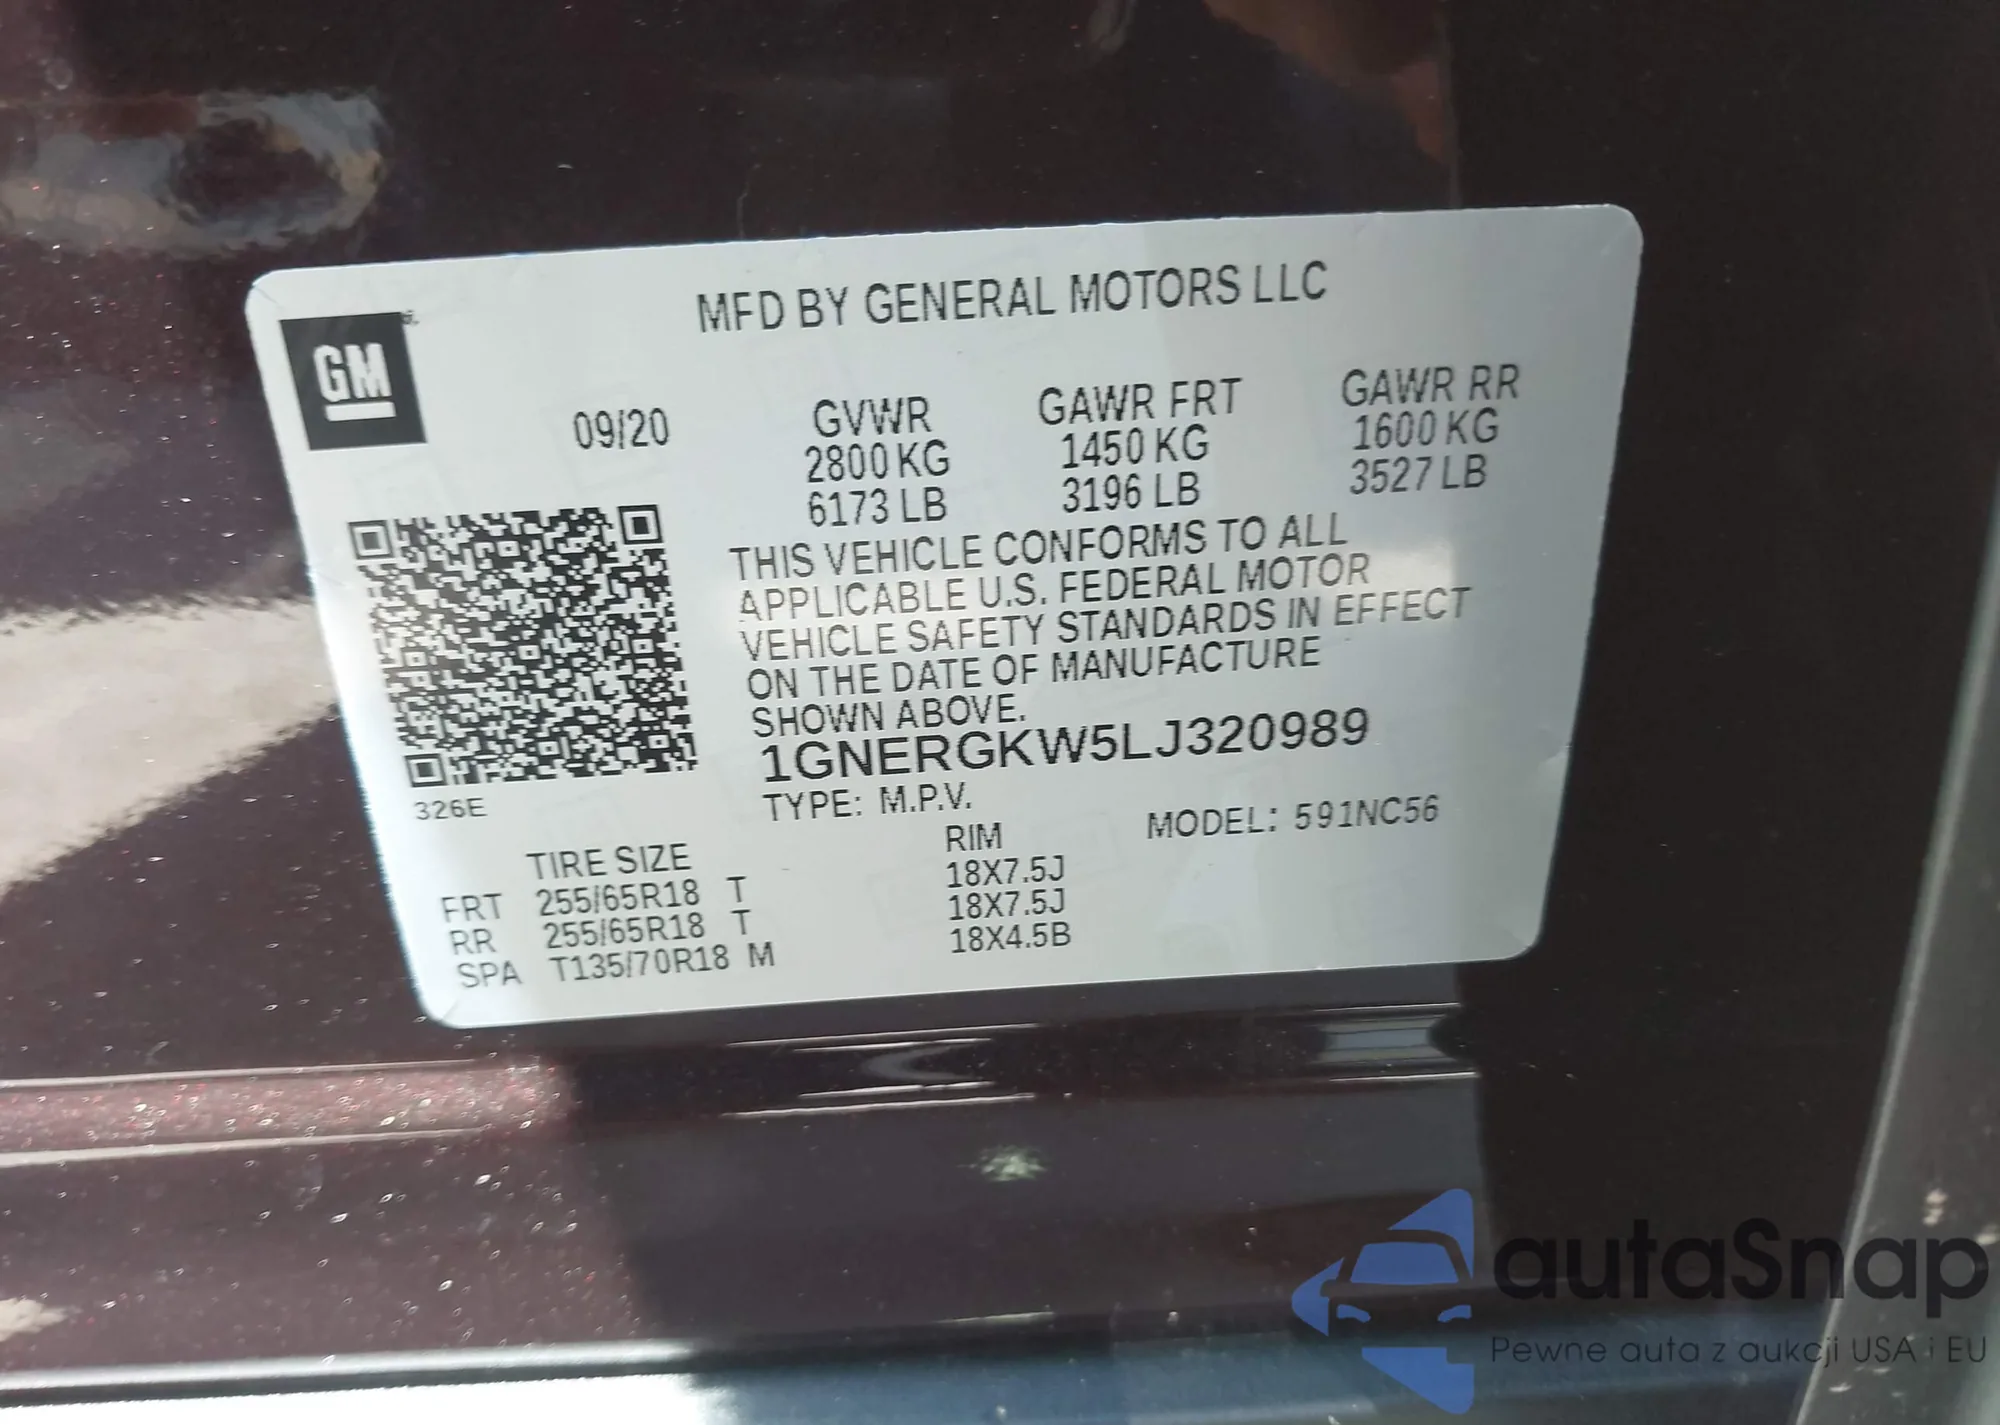 MFD BY GENERAL MOTORS LLC
GM
09/20
GVWR
2800 KG
6173 LB
GAWR FRT
1450 KG
3196 LB
GAWR RR
1600 KG
3527 LB
THIS VEHICLE CONFORMS TO ALL
APPLICABLE U.S. FEDERAL MOTOR
VEHICLE SAFETY STANDARDS IN EFFECT
ON THE DATE OF MANUFACTURE
SHOWN ABOVE.
1GNERGKW5LJ320989
326E
TYPE: M.P.V.
MODEL: 591NC56
TIRE SIZE RIM
FRT 255/65R18 T 18X7.5J
RR 255/65R18 T 18X7.5J
SPA T135/70R18 M 18X4.5B
autaSnap
Pewne auta z aukcji USA i EU